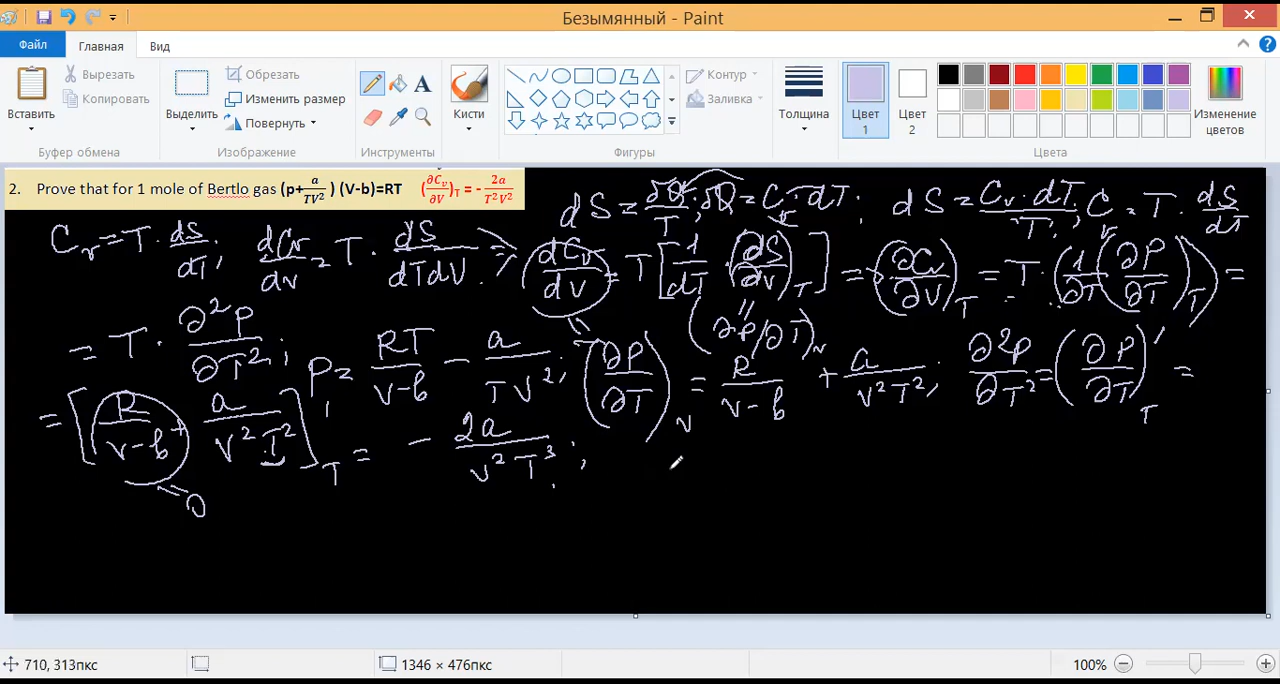 Безымянный - Paint
Файл Главная Вид
Вставить
Вырезать
Копировать
Буфер обмена
Выделить
Обрезать
Изменить размер
Повернуть
Изображение
Инструменты
Кисти
Контур
Заливка
Фигуры
Толщина
Цвет 1
Цвет 2
Изменение цветов
Цвета
2. Prove that for 1 mole of Bertlo gas (p+a/TV²) (V-b)=RT (∂Cv/∂V)T = - 2a/T²V²
dS = δQ/T; δQ = Cv · dT; dS = Cv · dT/T; Cv = T · dS/dT
Cv = T · dS/dT; dCv/dv = T · dS/dTdV => dCv/dV = T [1/dT · (dS/∂V)T] => (∂Cv/∂V)T = T · (1/∂T (∂P/∂T))T =
(∂P/∂T)v
= T · ∂²P/∂T²; P = RT/v-b - a/TV²; (∂P/∂T)v = R/v-b + a/v²T²; ∂²P/∂T² = (∂P/∂T)'T =
= [R/v-b + a/v²T²]'T = - 2a/v²T³;
0
710, 313пкс 1346 × 476пкс 100%